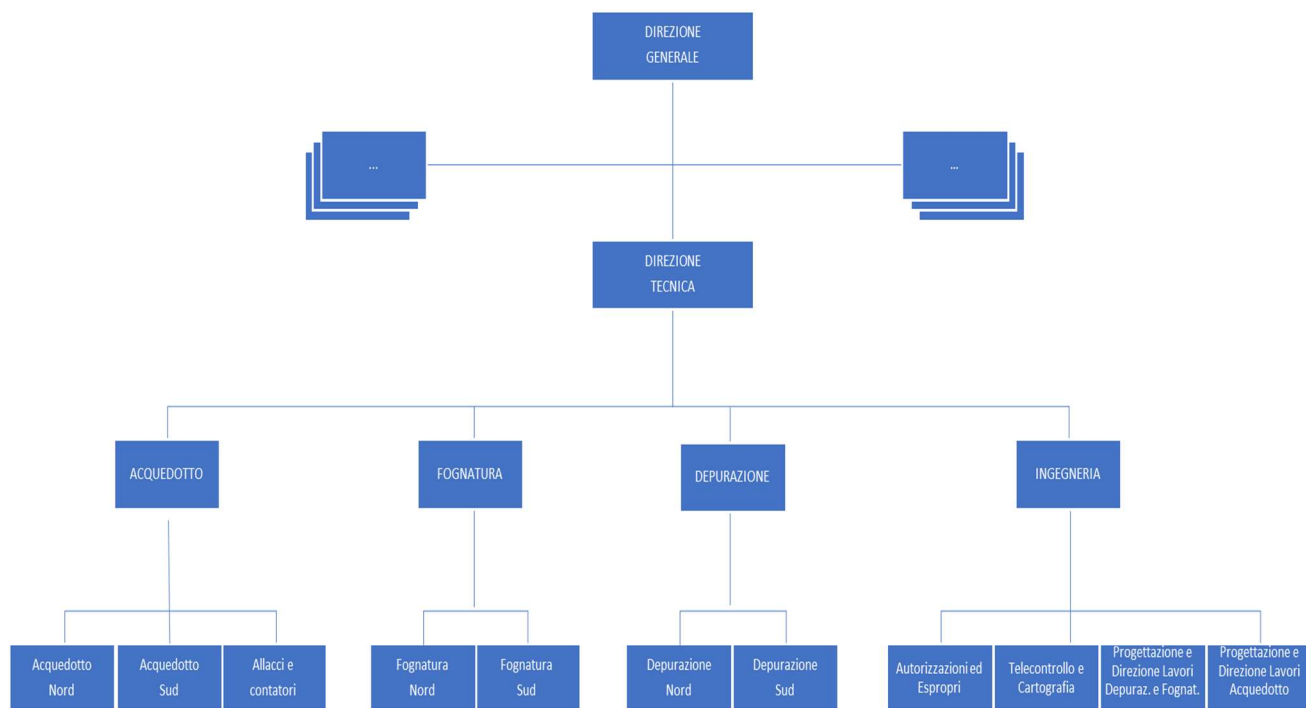 DIREZIONE
GENERALE
...
...
DIREZIONE
TECNICA
ACQUEDOTTO
FOGNATURA
DEPURAZIONE
INGEGNERIA
Acquedotto
Nord
Acquedotto
Sud
Allacci e
contatori
Fognatura
Nord
Fognatura
Sud
Depurazione
Nord
Depurazione
Sud
Autorizzazioni ed
Espropri
Telecontrollo e
Cartografia
Progettazione e
Direzione Lavori
Depuraz. e Fognat.
Progettazione e
Direzione Lavori
Acquedotto